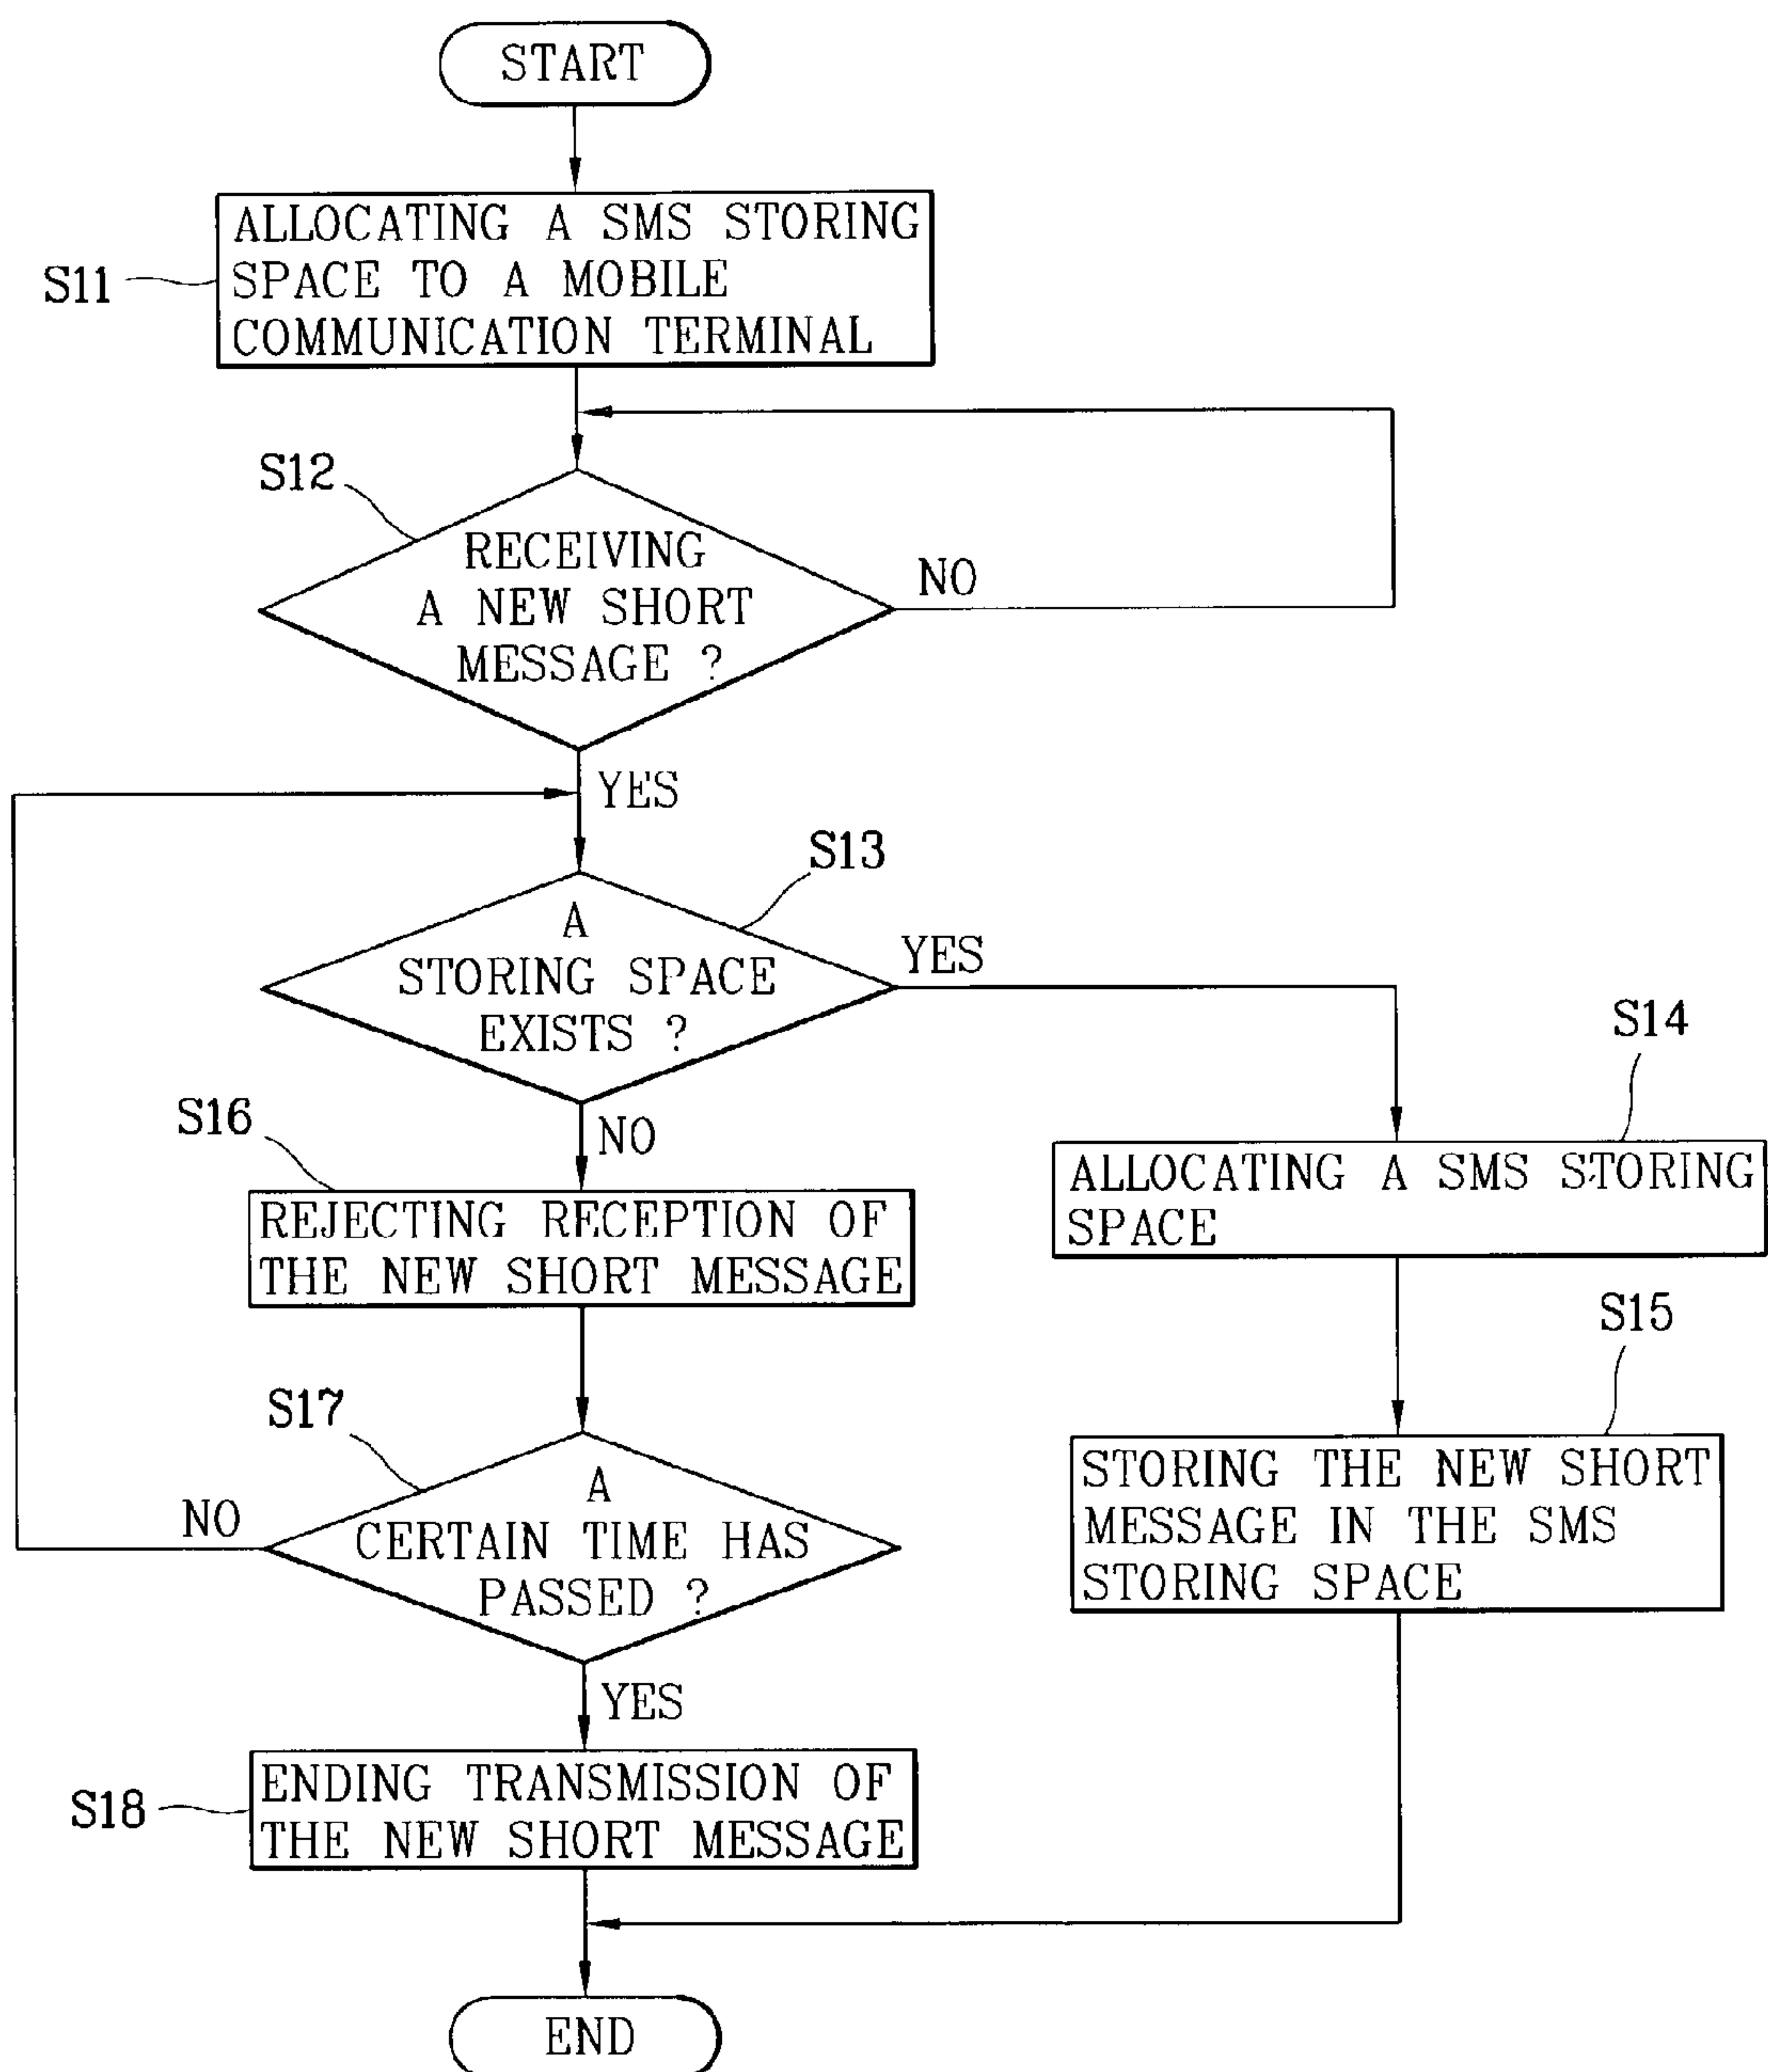 START
S11
ALLOCATING A SMS STORING
SPACE TO A MOBILE
COMMUNICATION TERMINAL
S12
RECEIVING
A NEW SHORT
MESSAGE ?
NO
YES
S13
A
STORING SPACE
EXISTS ?
YES
S14
ALLOCATING A SMS STORING
SPACE
S15
STORING THE NEW SHORT
MESSAGE IN THE SMS
STORING SPACE
NO
S16
REJECTING RECEPTION OF
THE NEW SHORT MESSAGE
S17
A
CERTAIN TIME HAS
PASSED ?
NO
YES
S18
ENDING TRANSMISSION OF
THE NEW SHORT MESSAGE
END